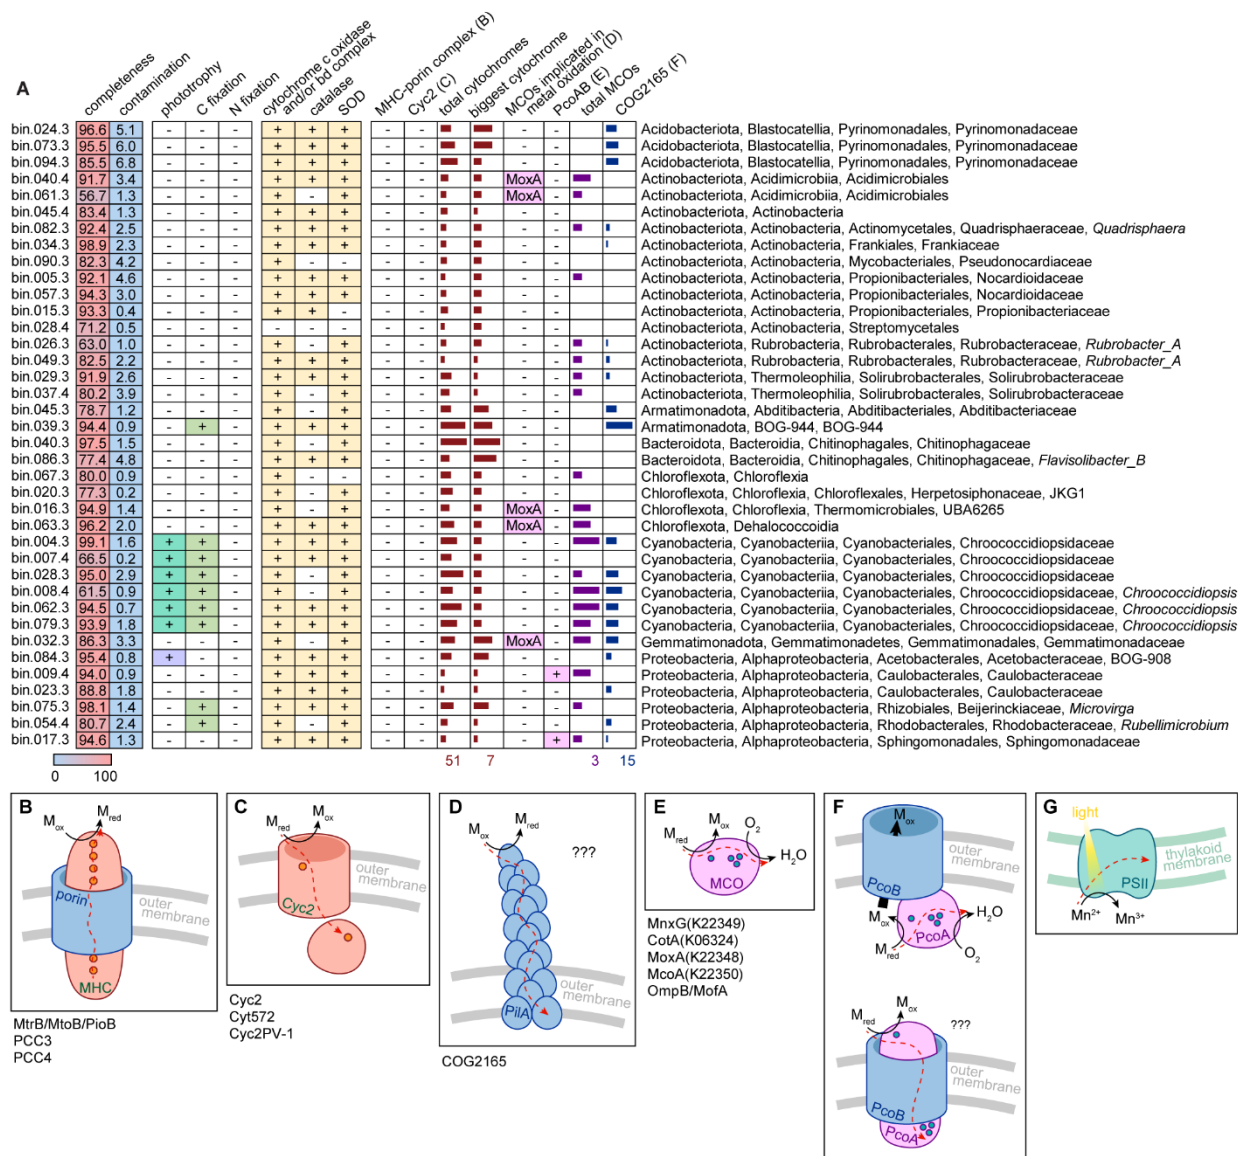 A
completeness
contamination
phototrophy
C fixation
N fixation
cytochrome c oxidase
and/or bd complex
catalase
SOD
MHC-porin complex (B)
Cyc2 (C)
total cytochromes
biggest cytochrome
MCOs implicated in
metal oxidation (D)
PcoAB (E)
total MCOs
COG2165 (F)
bin.024.3 96.6 5.1 - - - + + + - - - - Acidobacteriota, Blastocatellia, Pyrinomonadales, Pyrinomonadaceae
bin.073.3 95.5 6.0 - - - + + + - - - - Acidobacteriota, Blastocatellia, Pyrinomonadales, Pyrinomonadaceae
bin.094.3 85.5 6.8 - - - + + + - - - - Acidobacteriota, Blastocatellia, Pyrinomonadales, Pyrinomonadaceae
bin.040.4 91.7 3.4 - - - + + + - - MoxA - Actinobacteriota, Acidimicrobiia, Acidimicrobiales
bin.061.3 56.7 1.3 - - - + - + - - MoxA - Actinobacteriota, Acidimicrobiia, Acidimicrobiales
bin.045.4 83.4 1.3 - - - + + + - - - - Actinobacteriota, Actinobacteria
bin.082.3 92.4 2.5 - - - + + + - - - - Actinobacteriota, Actinobacteria, Actinomycetales, Quadrisphaeraceae, Quadrisphaera
bin.034.3 98.9 2.3 - - - + + + - - - - Actinobacteriota, Actinobacteria, Frankiales, Frankiaceae
bin.090.3 82.3 4.2 - - - + - - - - - - Actinobacteriota, Actinobacteria, Mycobacteriales, Pseudonocardiaceae
bin.005.3 92.1 4.6 - - - + + + - - - - Actinobacteriota, Actinobacteria, Propionibacteriales, Nocardioidaceae
bin.057.3 94.3 3.0 - - - + + + - - - - Actinobacteriota, Actinobacteria, Propionibacteriales, Nocardioidaceae
bin.015.3 93.3 0.4 - - - + + - - - - - Actinobacteriota, Actinobacteria, Propionibacteriales, Propionibacteriaceae
bin.028.4 71.2 0.5 - - - - - - - - - - Actinobacteriota, Actinobacteria, Streptomycetales
bin.026.3 63.0 1.0 - - - + - + - - - - Actinobacteriota, Rubrobacteria, Rubrobacterales, Rubrobacteraceae, Rubrobacter_A
bin.049.3 82.5 2.2 - - - + + + - - - - Actinobacteriota, Rubrobacteria, Rubrobacterales, Rubrobacteraceae, Rubrobacter_A
bin.029.3 91.9 2.6 - - - + + + - - - - Actinobacteriota, Thermoleophilia, Solirubrobacterales, Solirubrobacteraceae
bin.037.4 80.2 3.9 - - - + - + - - - - Actinobacteriota, Thermoleophilia, Solirubrobacterales, Solirubrobacteraceae
bin.045.3 78.7 1.2 - - - + - + - - - - Armatimonadota, Abditibacteria, Abditibacteriales, Abditibacteriaceae
bin.039.3 94.4 0.9 - + - + - + - - - - Armatimonadota, BOG-944, BOG-944
bin.040.3 97.5 1.5 - - - + - + - - - - Bacteroidota, Bacteroidia, Chitinophagales, Chitinophagaceae
bin.086.3 77.4 4.8 - - - + + + - - - - Bacteroidota, Bacteroidia, Chitinophagales, Chitinophagaceae, Flavisolibacter_B
bin.067.3 80.0 0.9 - - - + - - - - - - Chloroflexota, Chloroflexia
bin.020.3 77.3 0.2 - - - - - + - - - - Chloroflexota, Chloroflexia, Chloroflexales, Herpetosiphonaceae, JKG1
bin.016.3 94.9 1.4 - - - + - + - - MoxA - Chloroflexota, Chloroflexia, Thermomicrobiales, UBA6265
bin.063.3 96.2 2.0 - - - + + + - - MoxA - Chloroflexota, Dehalococcoidia
bin.004.3 99.1 1.6 + + - + + + - - - - Cyanobacteria, Cyanobacteriia, Cyanobacteriales, Chroococcidiopsidaceae
bin.007.4 66.5 0.2 + + - + + + - - - - Cyanobacteria, Cyanobacteriia, Cyanobacteriales, Chroococcidiopsidaceae
bin.028.3 95.0 2.9 + + - + - + - - - - Cyanobacteria, Cyanobacteriia, Cyanobacteriales, Chroococcidiopsidaceae
bin.008.4 61.5 0.9 + + - + - + - - - - Cyanobacteria, Cyanobacteriia, Cyanobacteriales, Chroococcidiopsidaceae, Chroococcidiopsis
bin.062.3 94.5 0.7 + + - + + + - - - - Cyanobacteria, Cyanobacteriia, Cyanobacteriales, Chroococcidiopsidaceae, Chroococcidiopsis
bin.079.3 93.9 1.8 + + - + + + - - - - Cyanobacteria, Cyanobacteriia, Cyanobacteriales, Chroococcidiopsidaceae, Chroococcidiopsis
bin.032.3 86.3 3.3 - - - + - + - - MoxA - Gemmatimonadota, Gemmatimonadetes, Gemmatimonadales, Gemmatimonadaceae
bin.084.3 95.4 0.8 + - - + + + - - - - Proteobacteria, Alphaproteobacteria, Acetobacterales, Acetobacteraceae, BOG-908
bin.009.4 94.0 0.9 - - - + + + - - - + Proteobacteria, Alphaproteobacteria, Caulobacterales, Caulobacteraceae
bin.023.3 88.8 1.8 - - - + + + - - - - Proteobacteria, Alphaproteobacteria, Caulobacterales, Caulobacteraceae
bin.075.3 98.1 1.4 - + - + + + - - - - Proteobacteria, Alphaproteobacteria, Rhizobiales, Beijerinckiaceae, Microvirga
bin.054.4 80.7 2.4 - + - + - + - - - - Proteobacteria, Alphaproteobacteria, Rhodobacterales, Rhodobacteraceae, Rubellimicrobium
bin.017.3 94.6 1.3 - - - + + + - - - + Proteobacteria, Alphaproteobacteria, Sphingomonadales, Sphingomonadaceae
51 7 3 15
0 100
B
Mox Mred
porin
outer
membrane
MHC
MtrB/MtoB/PioB
PCC3
PCC4
C
Mred Mox
outer
membrane
Cyc2
Cyc2
Cyt572
Cyc2PV-1
D
Mox Mred
???
outer
membrane
PilA
COG2165
E
Mred Mox O2
H2O
MCO
MnxG(K22349)
CotA(K06324)
MoxA(K22348)
McoA(K22350)
OmpB/MofA
F
Mox
outer
membrane
PcoB
Mox H2O
PcoA
Mred O2
Mred Mox
???
outer
membrane
PcoB
PcoA
G
light
thylakoid
membrane
PSII
Mn2+ Mn3+